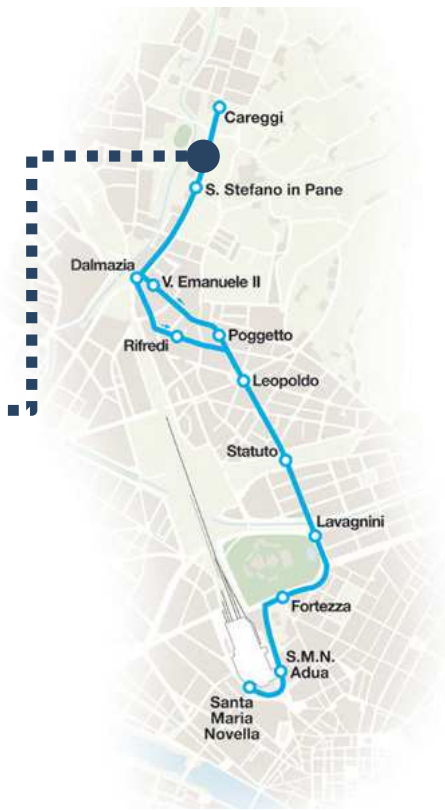 Careggi
S. Stefano in Pane
Dalmazia
V. Emanuele II
Rifredi
Poggetto
Leopoldo
Statuto
Lavagnini
Fortezza
S.M.N.
Adua
Santa
Maria
Novella